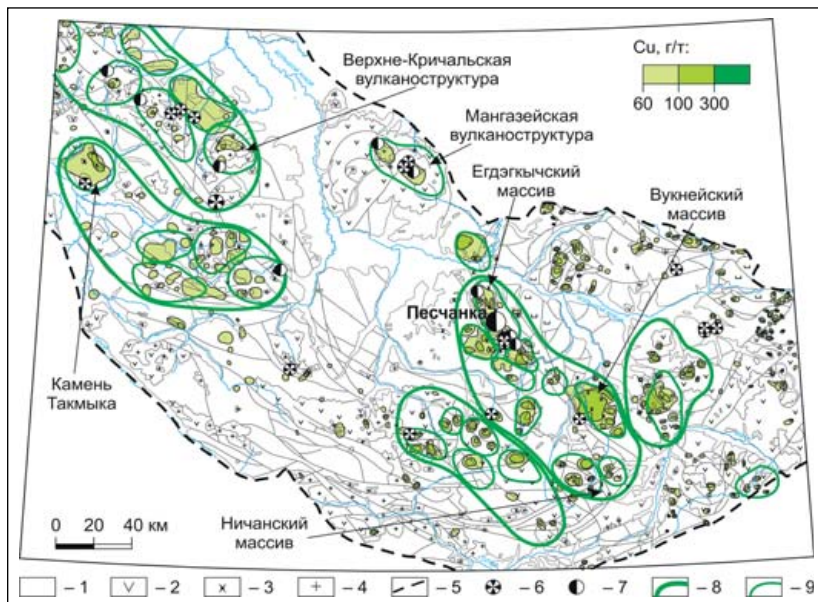 Верхне-Кричальская
вулканоструктура
Cu, г/т:
60 100 300
Мангазейская
вулканоструктура
Егдэгкычский
массив
Вукнейский
массив
Песчанка
Камень
Такмыка
0 20 40 км
Ничанский
массив
– 1 – 2 – 3 – 4 – 5 – 6 – 7 – 8 – 9